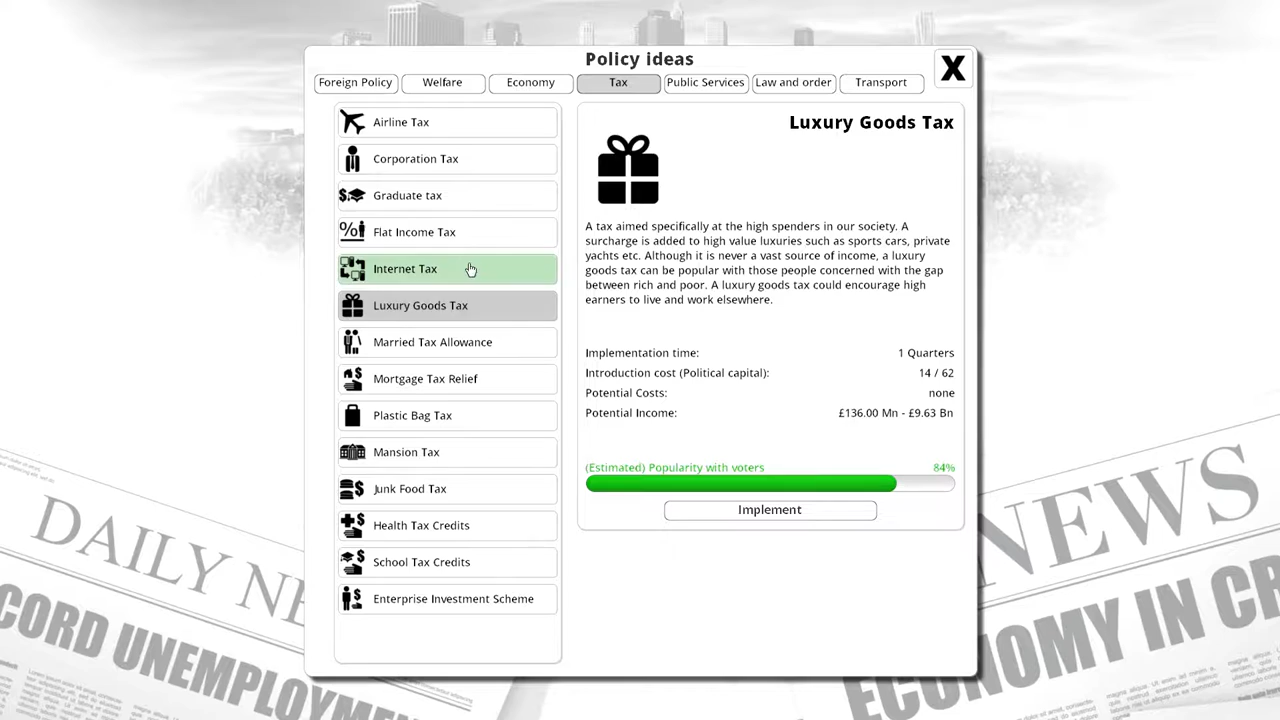 Policy ideas
X
Foreign Policy
Welfare
Economy
Tax
Public Services
Law and order
Transport
Airline Tax
Corporation Tax
Graduate tax
Flat Income Tax
Internet Tax
Luxury Goods Tax
Married Tax Allowance
Mortgage Tax Relief
Plastic Bag Tax
Mansion Tax
Junk Food Tax
Health Tax Credits
School Tax Credits
Enterprise Investment Scheme
Luxury Goods Tax
A tax aimed specifically at the high spenders in our society. A
surcharge is added to high value luxuries such as sports cars, private
yachts etc. Although it is never a vast source of income, a luxury
goods tax can be popular with those people concerned with the gap
between rich and poor. A luxury goods tax could encourage high
earners to live and work elsewhere.
Implementation time: 1 Quarters
Introduction cost (Political capital): 14 / 62
Potential Costs: none
Potential Income: £136.00 Mn - £9.63 Bn
(Estimated) Popularity with voters 84%
Implement
DAILY NE
CORD UNEMPLOYM
NEWS
ECONOMY IN CR